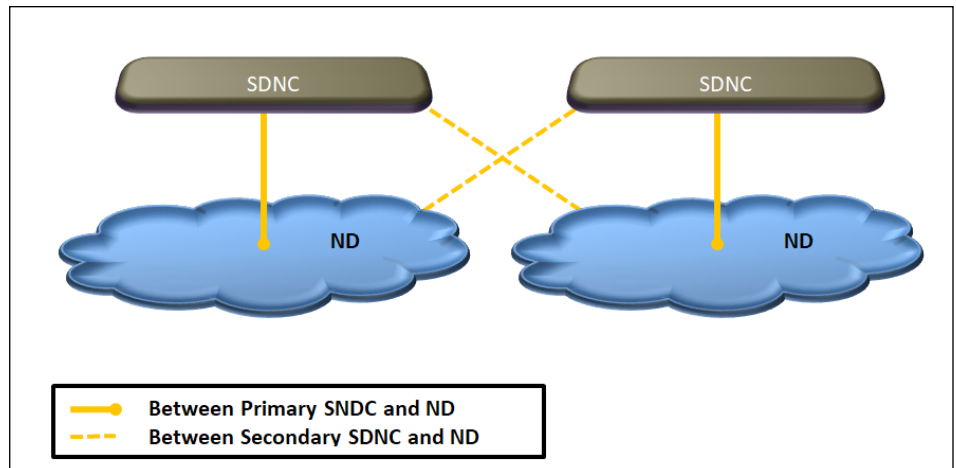 SDNC
SDNC
ND
ND
Between Primary SNDC and ND
Between Secondary SDNC and ND